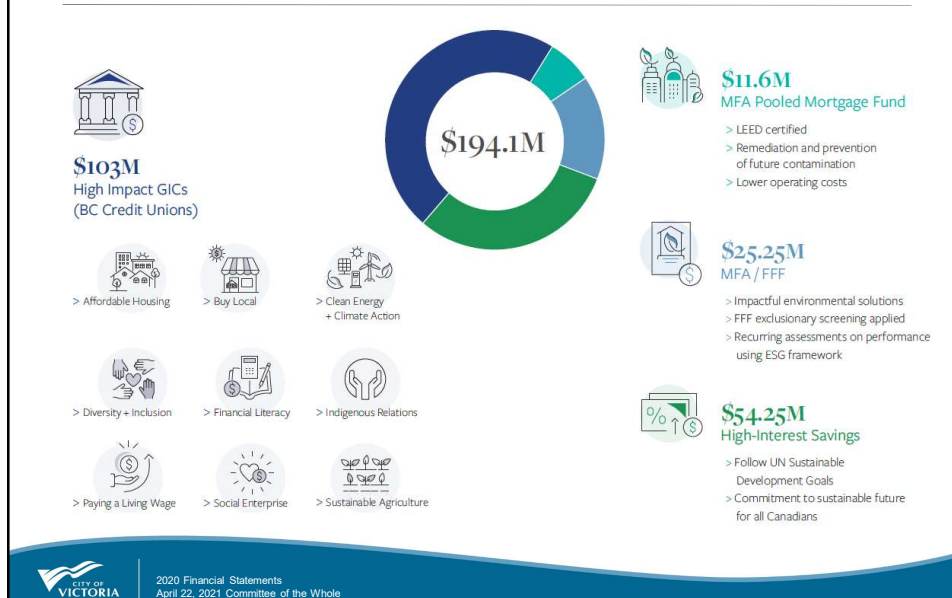 $194.1M
$103M
High Impact GICs
(BC Credit Unions)
> Affordable Housing
> Buy Local
> Clean Energy
+ Climate Action
> Diversity + Inclusion
> Financial Literacy
> Indigenous Relations
> Paying a Living Wage
> Social Enterprise
> Sustainable Agriculture
$11.6M
MFA Pooled Mortgage Fund
> LEED certified
> Remediation and prevention
of future contamination
> Lower operating costs
$25.25M
MFA / FFF
> Impactful environmental solutions
> FFF exclusionary screening applied
> Recurring assessments on performance
using ESG framework
%
$54.25M
High-Interest Savings
> Follow UN Sustainable
Development Goals
> Commitment to sustainable future
for all Canadians
CITY OF
VICTORIA
2020 Financial Statements
April 22, 2021 Committee of the Whole